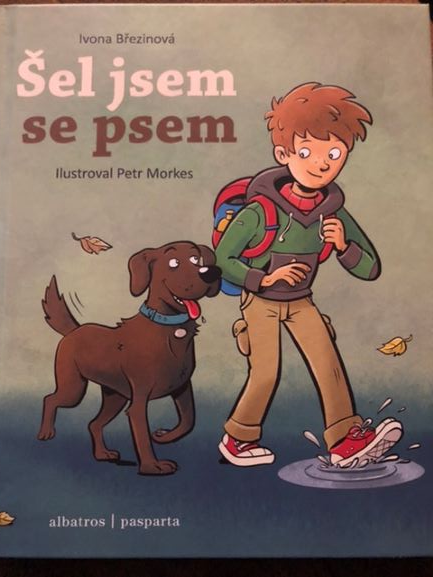 Ivona Březinová
Šel jsem
se psem
Ilustroval Petr Morkes
albatros | pasparta